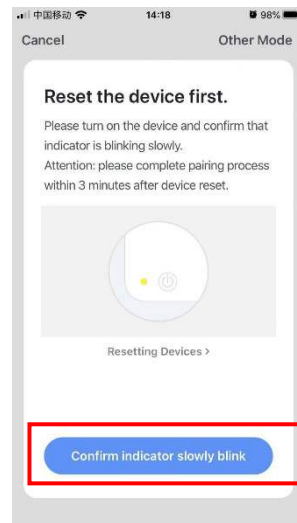 中国移动 14:18 98%
Cancel Other Mode
Reset the device first.
Please turn on the device and confirm that
indicator is blinking slowly.
Attention: please complete pairing process
within 3 minutes after device reset.
Resetting Devices >
Confirm indicator slowly blink